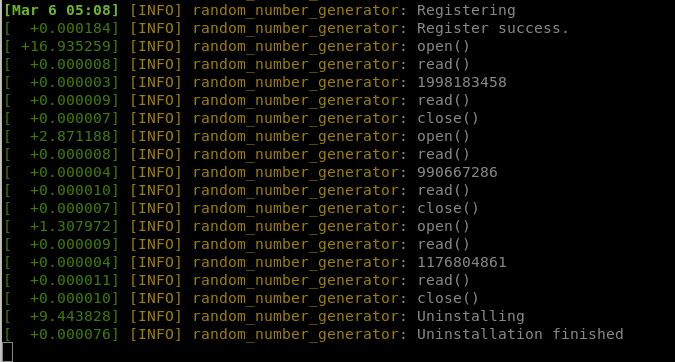 [Mar 6 05:08] [INFO] random_number_generator: Registering
[  +0.000184] [INFO] random_number_generator: Register success.
[ +16.935259] [INFO] random_number_generator: open()
[  +0.000008] [INFO] random_number_generator: read()
[  +0.000003] [INFO] random_number_generator: 1998183458
[  +0.000009] [INFO] random_number_generator: read()
[  +0.000007] [INFO] random_number_generator: close()
[  +2.871188] [INFO] random_number_generator: open()
[  +0.000008] [INFO] random_number_generator: read()
[  +0.000004] [INFO] random_number_generator: 990667286
[  +0.000010] [INFO] random_number_generator: read()
[  +0.000007] [INFO] random_number_generator: close()
[  +1.307972] [INFO] random_number_generator: open()
[  +0.000009] [INFO] random_number_generator: read()
[  +0.000004] [INFO] random_number_generator: 1176804861
[  +0.000011] [INFO] random_number_generator: read()
[  +0.000010] [INFO] random_number_generator: close()
[  +9.443828] [INFO] random_number_generator: Uninstalling
[  +0.000076] [INFO] random_number_generator: Uninstallation finished